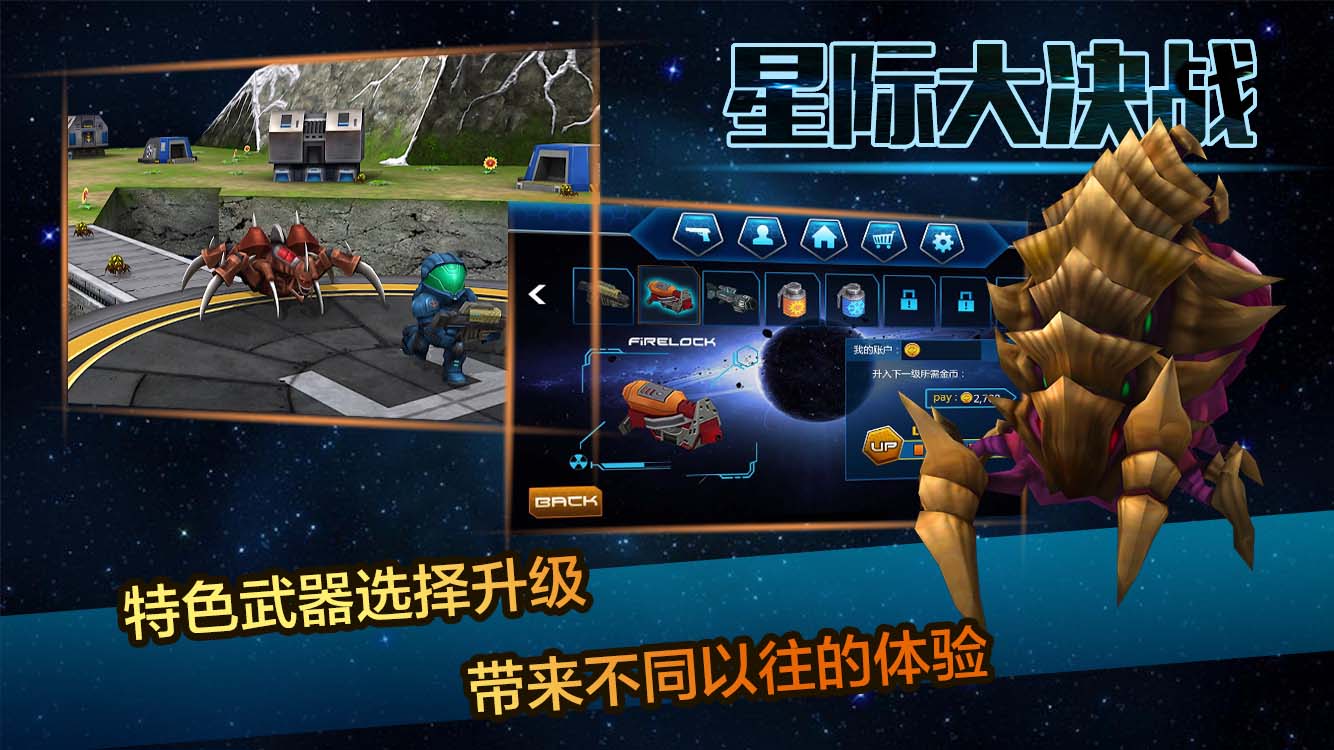 星际大决战
FIRELOCK
我的账户：
升入下一级所需金币：
pay：
UP
BACK
特色武器选择升级
带来不同以往的体验